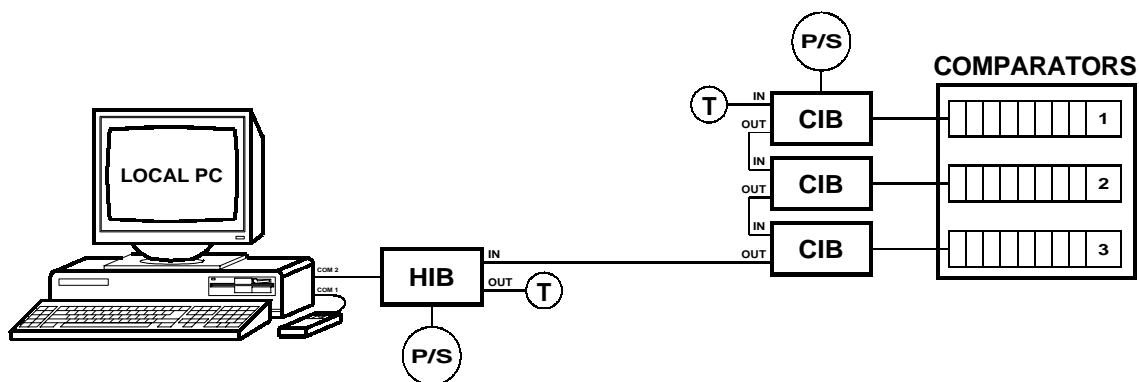 P/S
COMPARATORS
T
IN
CIB
OUT
1
LOCAL PC
IN
CIB
OUT
2
IN
CIB
OUT
3
COM 2
HIB
IN
OUT
T
COM 1
P/S